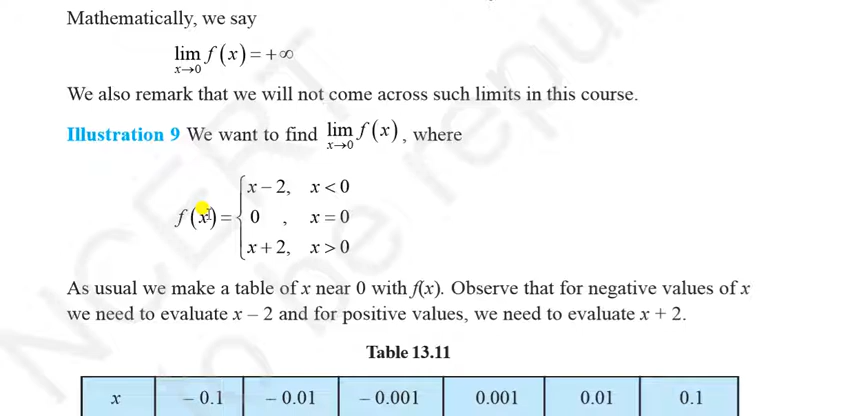 Mathematically, we say
lim f(x) = +∞
x→0
We also remark that we will not come across such limits in this course.
Illustration 9 We want to find lim f(x), where
x→0
x − 2, x < 0
f(x) = { 0 , x = 0
x + 2, x > 0
As usual we make a table of x near 0 with f(x). Observe that for negative values of x
we need to evaluate x − 2 and for positive values, we need to evaluate x + 2.
Table 13.11
x − 0.1 − 0.01 − 0.001 0.001 0.01 0.1
NCERT
to be republ